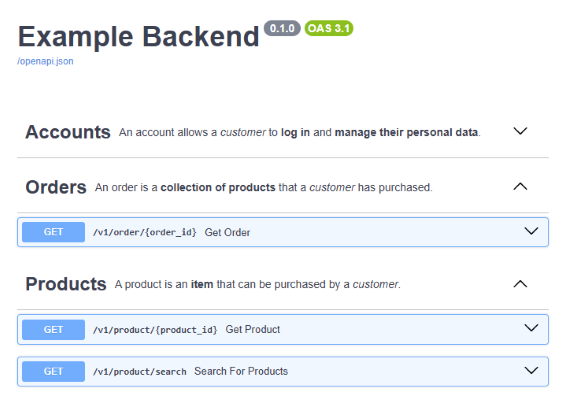 Example Backend 0.1.0 OAS 3.1
/openapi.json
Accounts An account allows a customer to log in and manage their personal data.
Orders An order is a collection of products that a customer has purchased.
GET /v1/order/{order_id} Get Order
Products A product is an item that can be purchased by a customer.
GET /v1/product/{product_id} Get Product
GET /v1/product/search Search For Products